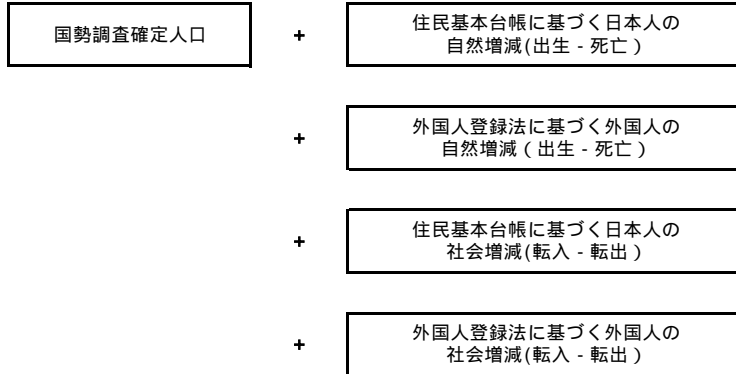 国勢調査確定人口
+
住民基本台帳に基づく日本人の
自然増減(出生 - 死亡 )
+
外国人登録法に基づく外国人の
自然増減 ( 出生 - 死亡 )
+
住民基本台帳に基づく日本人の
社会増減(転入 - 転出 )
+
外国人登録法に基づく外国人の
社会増減(転入 - 転出 )